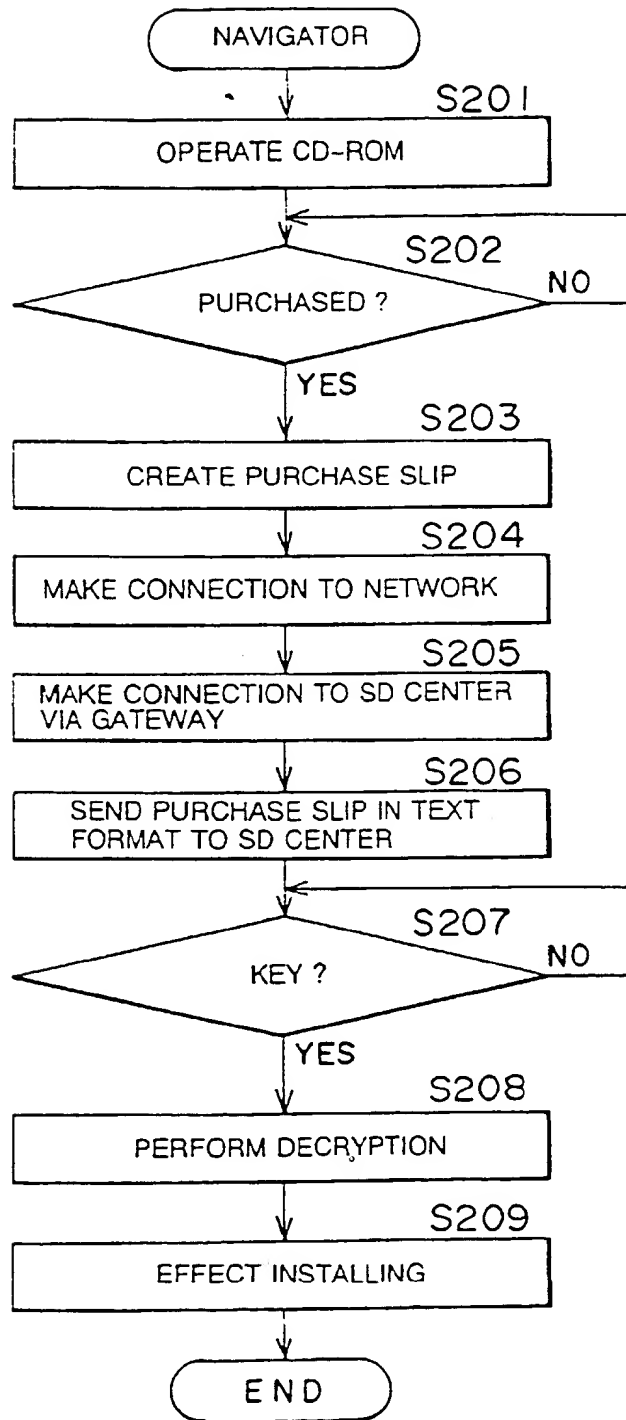 NAVIGATOR
S201
OPERATE CD-ROM
S202
PURCHASED ?
NO
YES
S203
CREATE PURCHASE SLIP
S204
MAKE CONNECTION TO NETWORK
S205
MAKE CONNECTION TO SD CENTER
VIA GATEWAY
S206
SEND PURCHASE SLIP IN TEXT
FORMAT TO SD CENTER
S207
KEY ?
NO
YES
S208
PERFORM DECRYPTION
S209
EFFECT INSTALLING
END